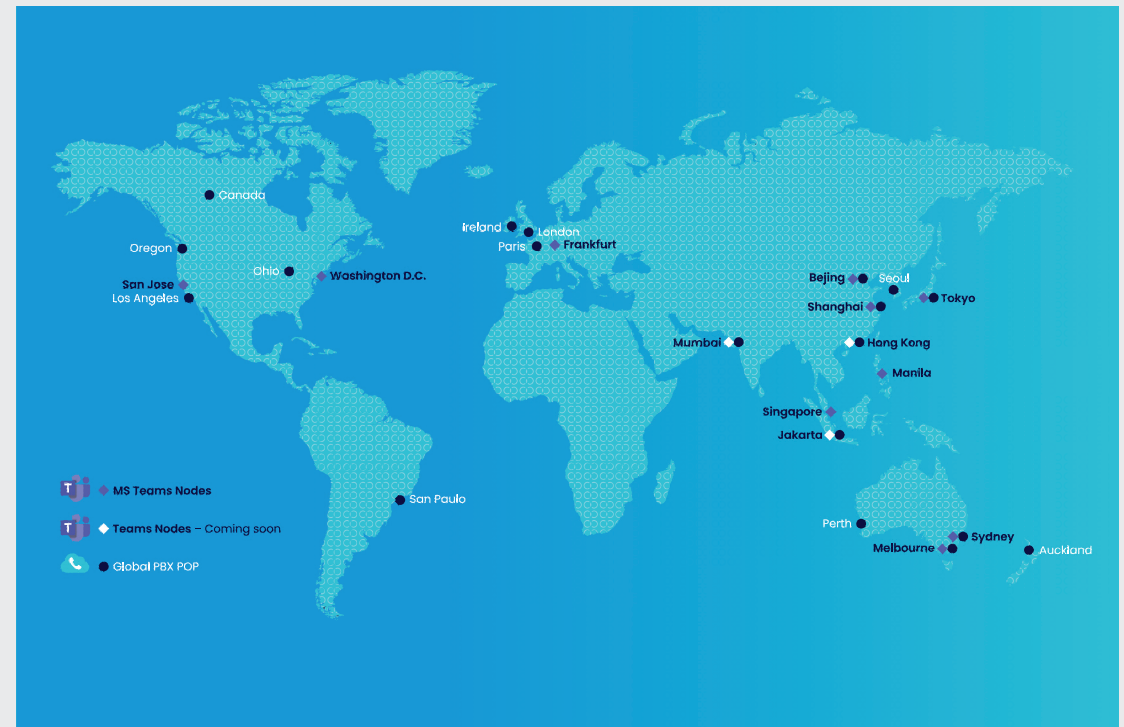 Canada
Ireland
London
Oregon
Paris
Frankfurt
Ohio
Washington D.C.
Bejing
Seoul
San Jose
Los Angeles
Tokyo
Shanghai
Mumbai
Hang Kong
Manila
Singapore
Jakarta
T MS Teams Nodes
San Paulo
T Teams Nodes – Coming soon
Perth
Sydney
Melbourne
Auckland
Global PBX POP